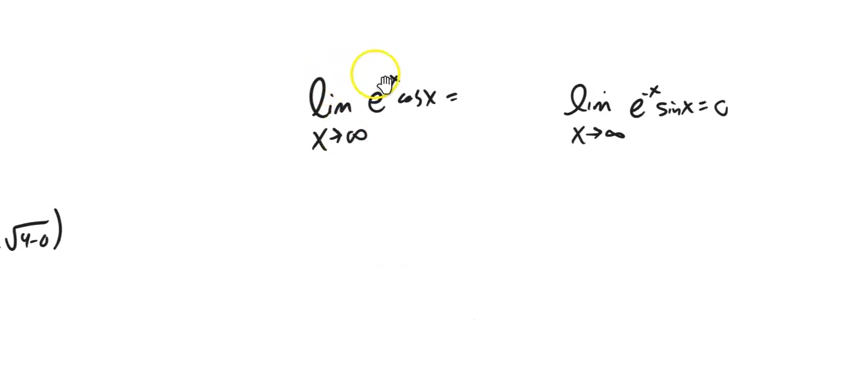 lim e^-x cosx =
x→∞
lim e^-x sinx = 0
x→∞
√4-0)